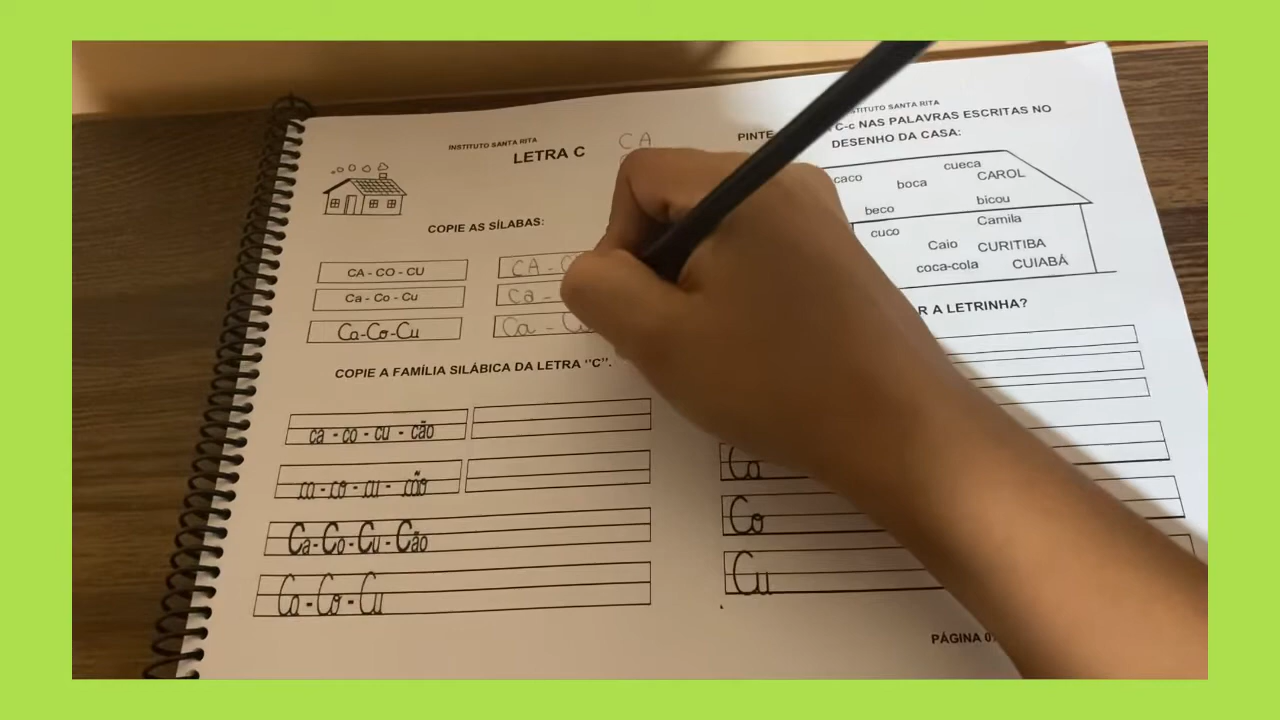 INSTITUTO SANTA RITA
LETRA C
CA
COPIE AS SÍLABAS:
CA - CO - CU
CA -
Ca - Co - Cu
Ca -
Ca-Co-Cu
Ca -
COPIE A FAMÍLIA SILÁBICA DA LETRA "C".
ca - co - cu - cão
ca - co - cu - cão
Ca - Co - Cu - Cão
Ca - Co - Cu
INSTITUTO SANTA RITA
PINTE C-c NAS PALAVRAS ESCRITAS NO
DESENHO DA CASA:
caco boca cueca CAROL
beco bicou
cuco Camila
Caio CURITIBA
coca-cola CUIABÁ
R A LETRINHA?
Ca
Co
Cu
PÁGINA